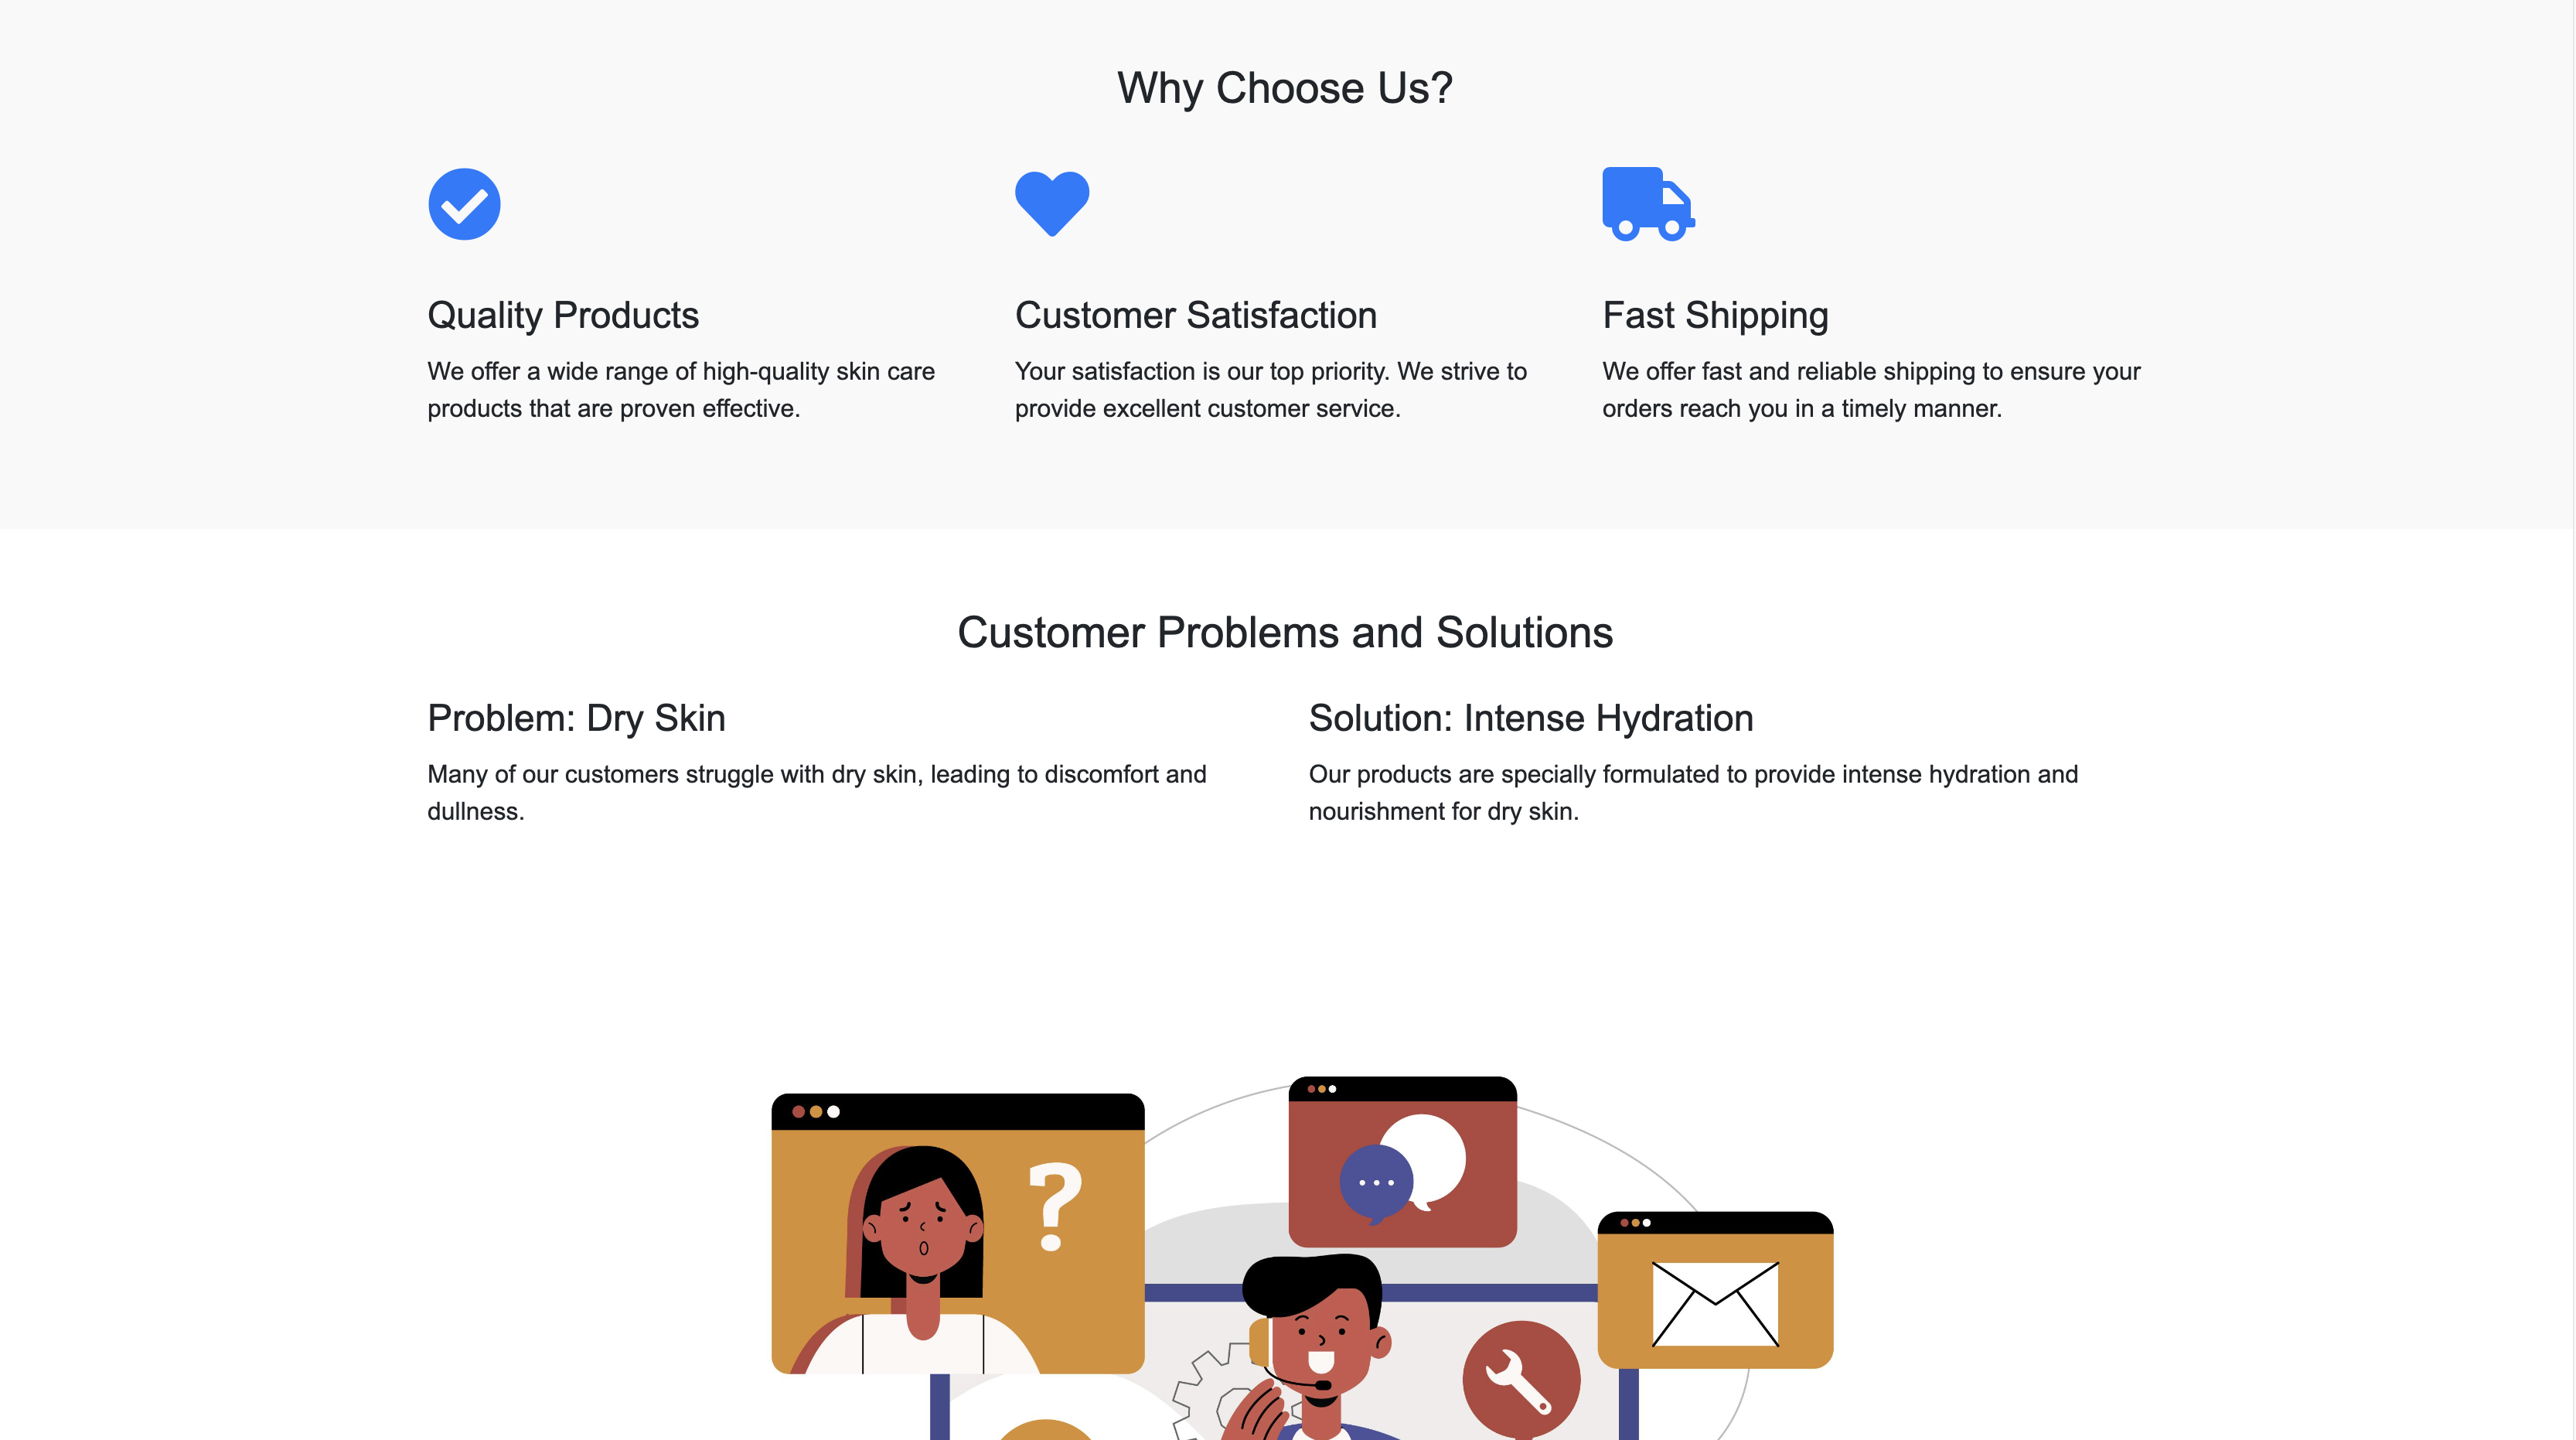 Why Choose Us?
Quality Products
We offer a wide range of high-quality skin care
products that are proven effective.
Customer Satisfaction
Your satisfaction is our top priority. We strive to
provide excellent customer service.
Fast Shipping
We offer fast and reliable shipping to ensure your
orders reach you in a timely manner.
Customer Problems and Solutions
Problem: Dry Skin
Many of our customers struggle with dry skin, leading to discomfort and
dullness.
Solution: Intense Hydration
Our products are specially formulated to provide intense hydration and
nourishment for dry skin.
?